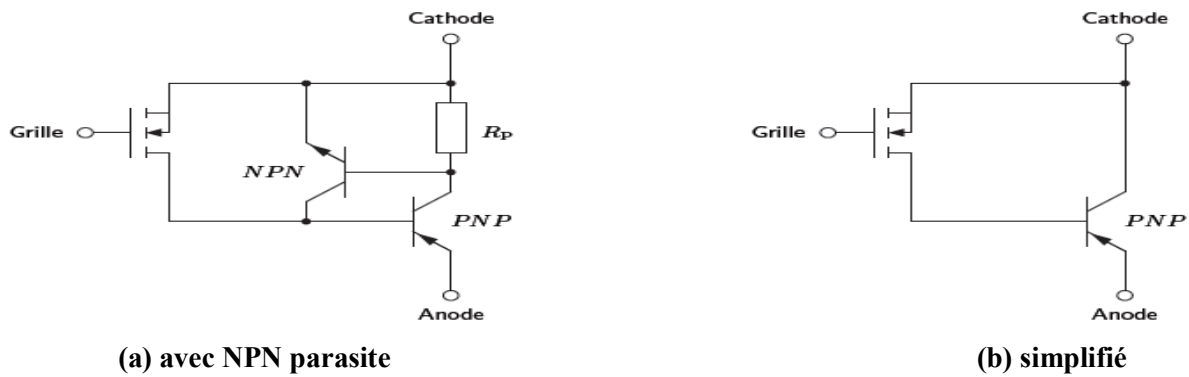 Cathode
Cathode
Grille
R_P
Grille
NPN
PNP
PNP
Anode
Anode
(a) avec NPN parasite
(b) simplifié